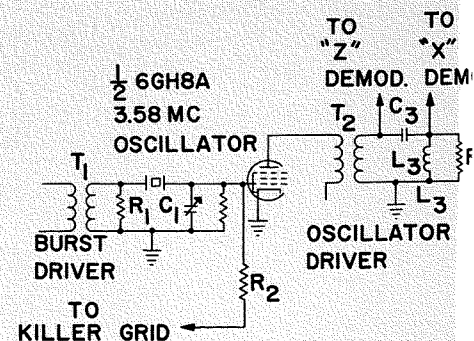 TO
"Z"
DEMOD.
TO
"X"
DEM
1/2 6GH8A
3.58 MC
OSCILLATOR
T2
C3
L3
R
L3
T1
R1
C1
BURST
DRIVER
OSCILLATOR
DRIVER
R2
TO
KILLER GRID